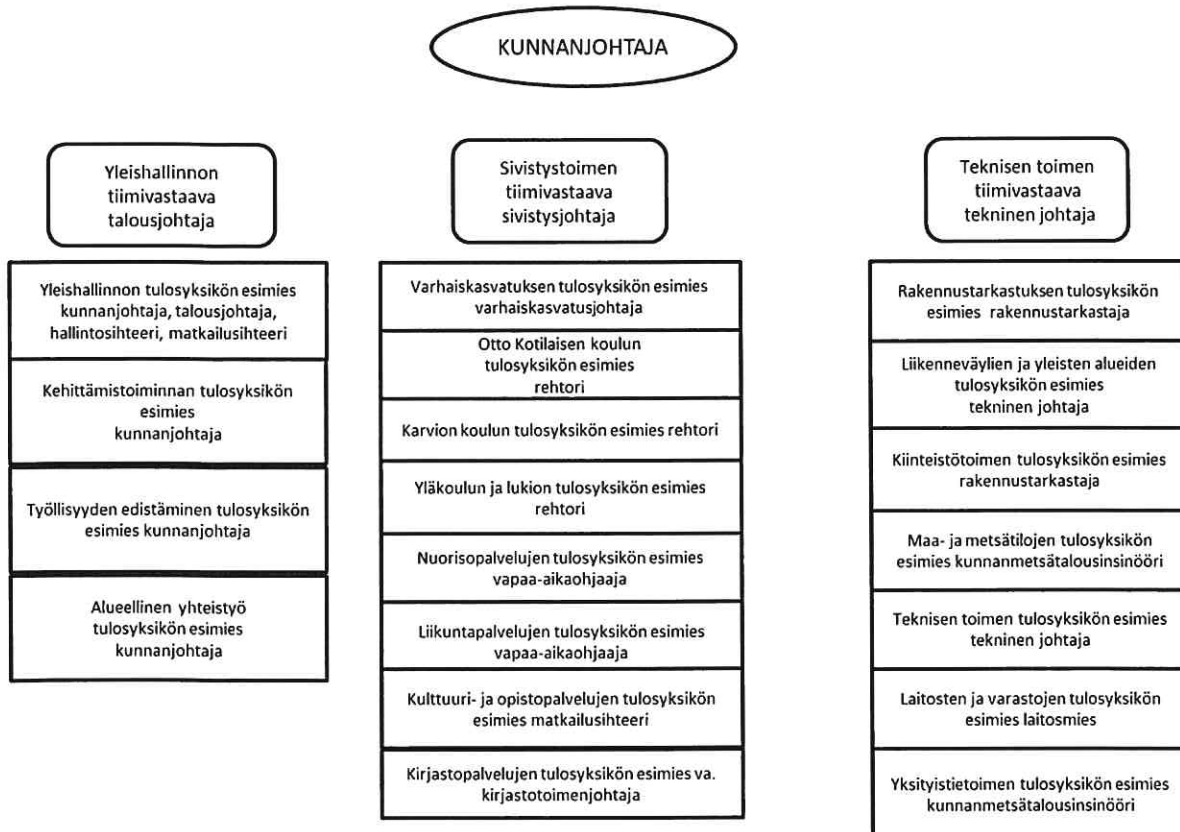 KUNNANJOHTAJA
Yleishallinnon
tiimivastaava
talousjohtaja
Yleishallinnon tulosyksikön esimies
kunnanjohtaja, talousjohtaja,
hallintosihteeri, matkailusihteeri
Kehittämistoiminnan tulosyksikön
esimies
kunnanjohtaja
Työllisyyden edistäminen tulosyksikön
esimies kunnanjohtaja
Alueellinen yhteistyö
tulosyksikön esimies
kunnanjohtaja
Sivistystoimen
tiimivastaava
sivistysjohtaja
Varhaiskasvatuksen tulosyksikön esimies
varhaiskasvatusjohtaja
Otto Kotilaisen koulun
tulosyksikön esimies
rehtori
Karvion koulun tulosyksikön esimies rehtori
Yläkoulun ja lukion tulosyksikön esimies
rehtori
Nuorisopalvelujen tulosyksikön esimies
vapaa-aikaohjaaja
Liikuntapalvelujen tulosyksikön esimies
vapaa-aikaohjaaja
Kulttuuri- ja opistopalvelujen tulosyksikön
esimies matkailusihteeri
Kirjastopalvelujen tulosyksikön esimies va.
kirjastotoimenjohtaja
Teknisen toimen
tiimivastaava
tekninen johtaja
Rakennustarkastuksen tulosyksikön
esimies rakennustarkastaja
Liikenneväylien ja yleisten alueiden
tulosyksikön esimies
tekninen johtaja
Kiinteistötoimen tulosyksikön esimies
rakennustarkastaja
Maa- ja metsätilojen tulosyksikön
esimies kunnanmetsätalousinsinööri
Teknisen toimen tulosyksikön esimies
tekninen johtaja
Laitosten ja varastojen tulosyksikön
esimies laitosmies
Yksityistietoimen tulosyksikön esimies
kunnanmetsätalousinsinööri